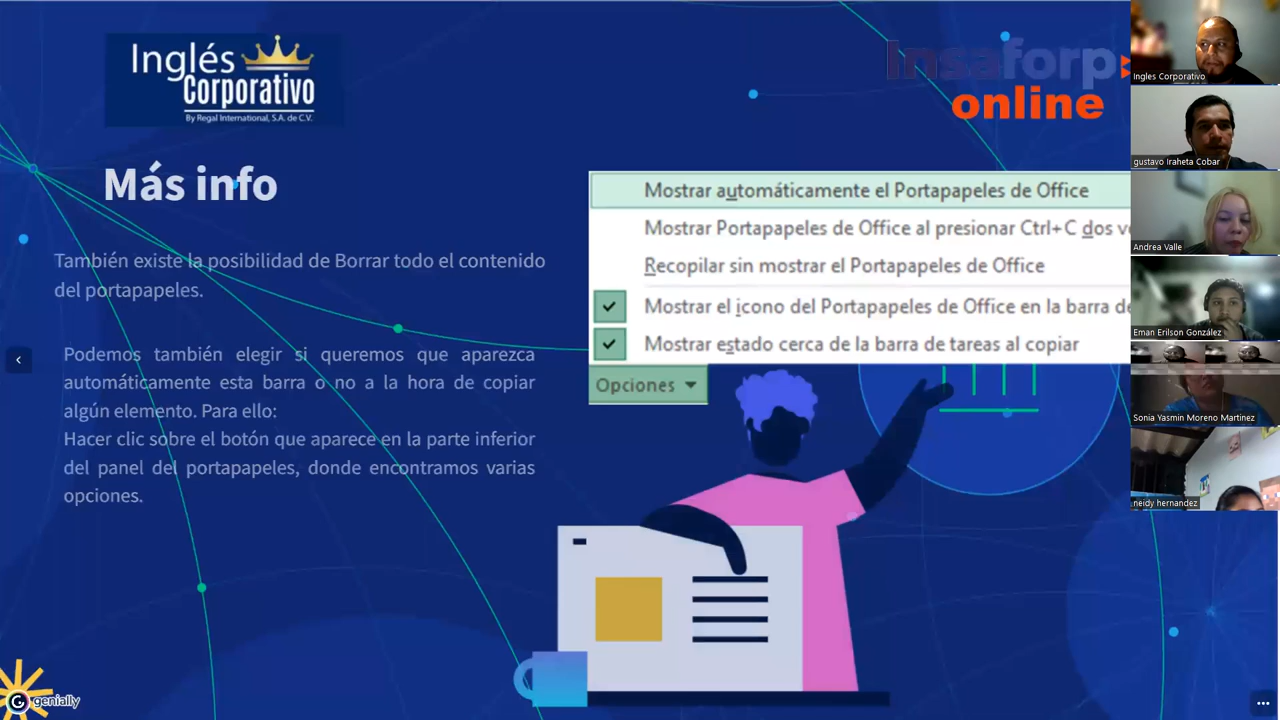 Inglés
Corporativo
By Regal International, S.A. de C.V.
Insaforp
online
Más info
También existe la posibilidad de Borrar todo el contenido
del portapapeles.
Podemos también elegir si queremos que aparezca
automáticamente esta barra o no a la hora de copiar
algún elemento. Para ello:
Hacer clic sobre el botón que aparece en la parte inferior
del panel del portapapeles, donde encontramos varias
opciones.
Mostrar automáticamente el Portapapeles de Office
Mostrar Portapapeles de Office al presionar Ctrl+C dos v
Recopilar sin mostrar el Portapapeles de Office
Mostrar el icono del Portapapeles de Office en la barra de
Mostrar estado cerca de la barra de tareas al copiar
Opciones
genially
Ingles Corporativo
gustavo Iraheta Cobar
Andrea Valle
Eman Erilson González
Sonia Yasmin Moreno Martinez
neidy hernandez